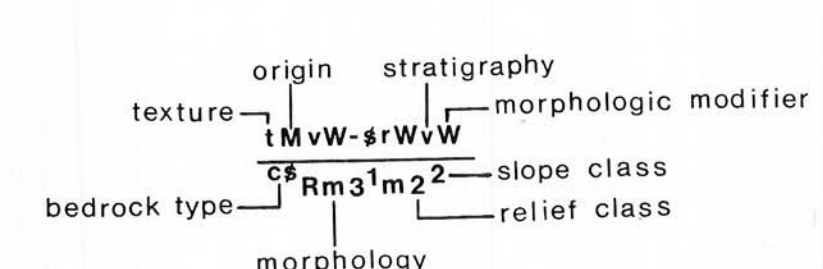 origin stratigraphy
texture morphologic modifier
tMvW-$rWvW
c$Rm3¹m2² slope class
bedrock type relief class
morphology